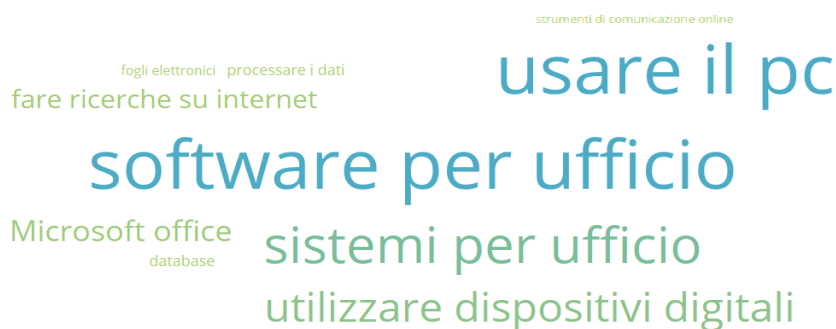 strumenti di comunicazione online
usare il pc
fogli elettronici
processare i dati
fare ricerche su internet
software per ufficio
Microsoft office
sistemi per ufficio
database
utilizzare dispositivi digitali